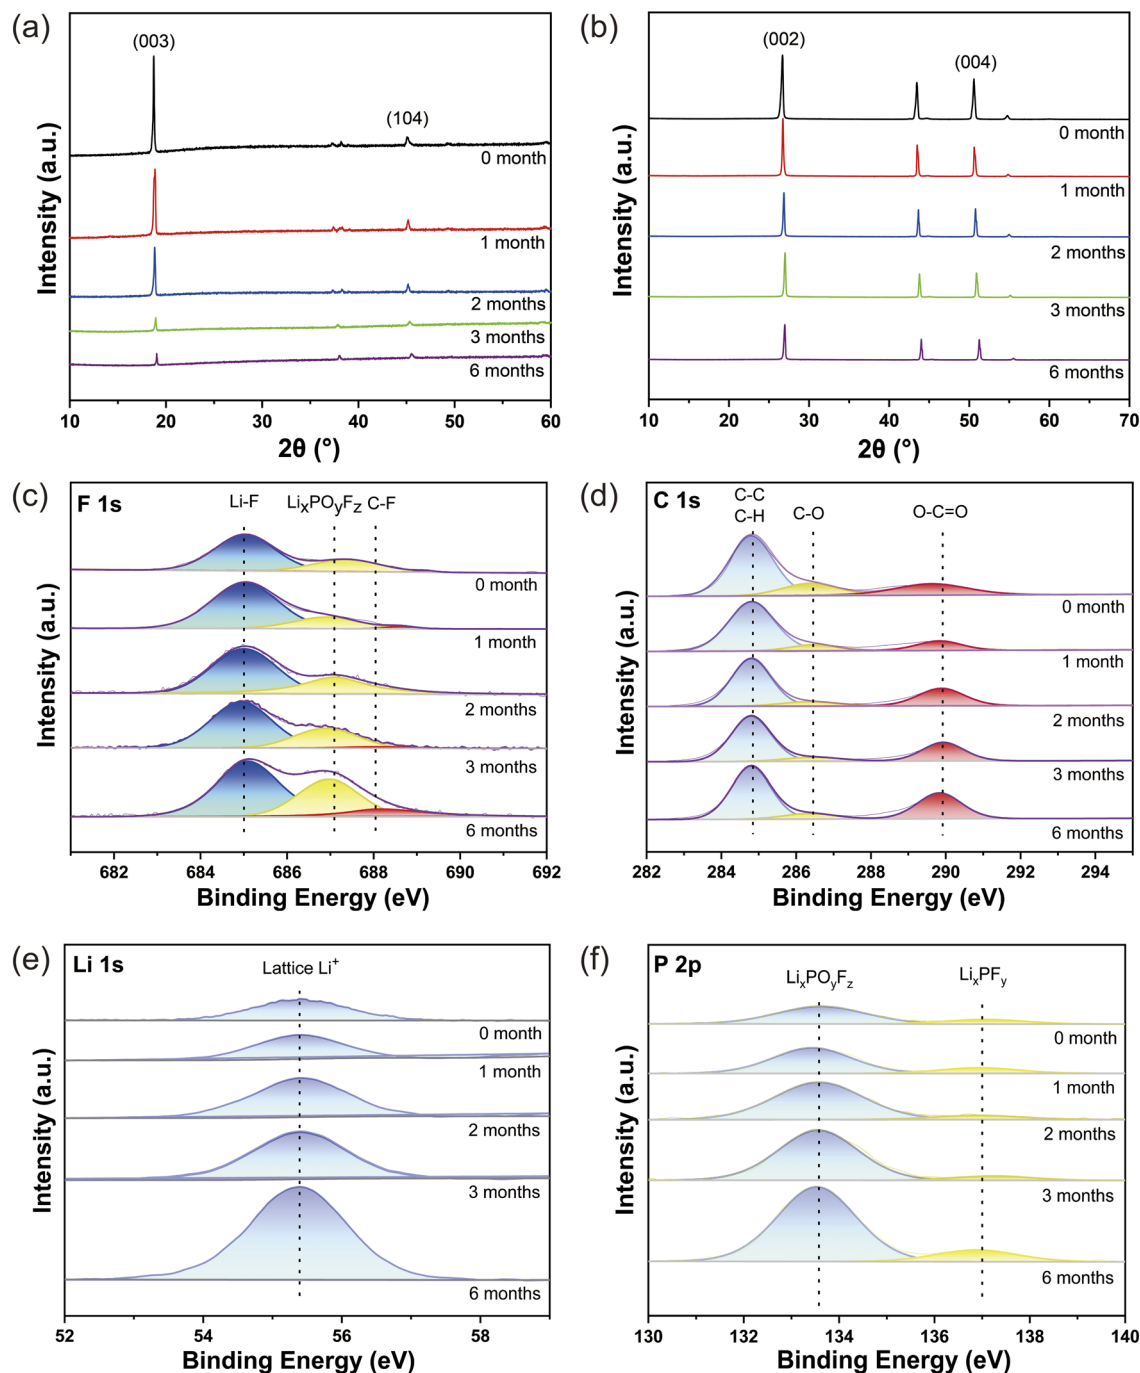 (a)
(003)
(104)
0 month
1 month
2 months
3 months
6 months
Intensity (a.u.)
10 20 30 40 50 60
2θ (°)
(b)
(002)
(004)
0 month
1 month
2 months
3 months
6 months
Intensity (a.u.)
10 20 30 40 50 60 70
2θ (°)
(c)
F 1s
Li-F
LiₓPOyFz
C-F
0 month
1 month
2 months
3 months
6 months
Intensity (a.u.)
682 684 686 688 690 692
Binding Energy (eV)
(d)
C 1s
C-C
C-H
C-O
O-C=O
0 month
1 month
2 months
3 months
6 months
Intensity (a.u.)
282 284 286 288 290 292 294
Binding Energy (eV)
(e)
Li 1s
Lattice Li⁺
0 month
1 month
2 months
3 months
6 months
Intensity (a.u.)
52 54 56 58
Binding Energy (eV)
(f)
P 2p
LiₓPOyFz
LiₓPFy
0 month
1 month
2 months
3 months
6 months
Intensity (a.u.)
130 132 134 136 138 140
Binding Energy (eV)